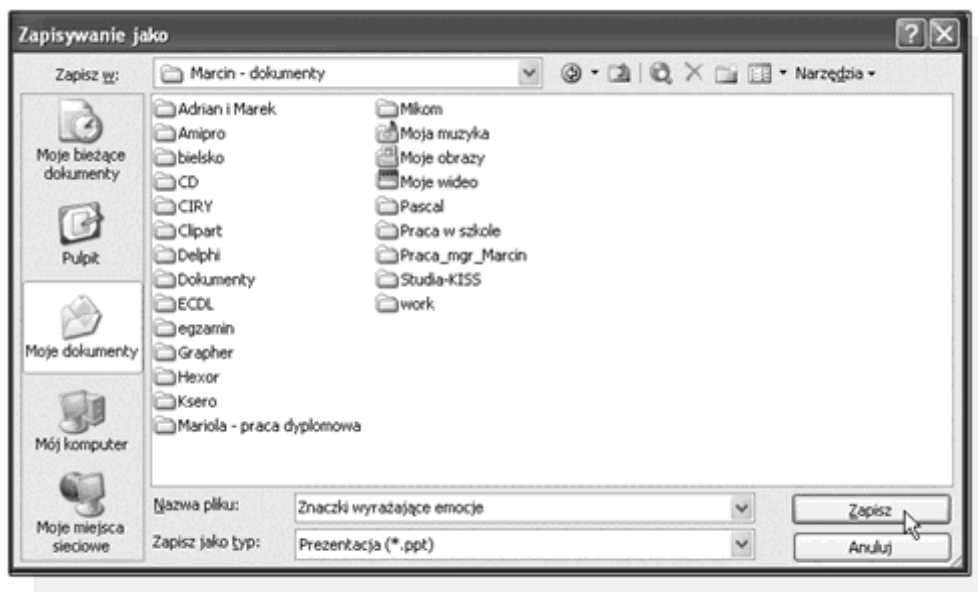 Zapisywanie jako
Zapisz w:
Marcin - dokumenty
Narzędzia
Moje bieżące
dokumenty
Pulpit
Moje dokumenty
Mój komputer
Moje miejsca
sieciowe
Adrian i Marek
Amipro
bielsko
CD
CIRY
Clipart
Delphi
Dokumenty
ECDL
egzamin
Grapher
Hexor
Ksero
Mariola - praca dyplomowa
Mikom
Moja muzyka
Moje obrazy
Moje wideo
Pascal
Praca w szkole
Praca_mgr_Marcin
Studia-KISS
work
Nazwa pliku:
Znaczki wyrażające emocje
Zapisz
Zapisz jako typ:
Prezentacja (*.ppt)
Anuluj